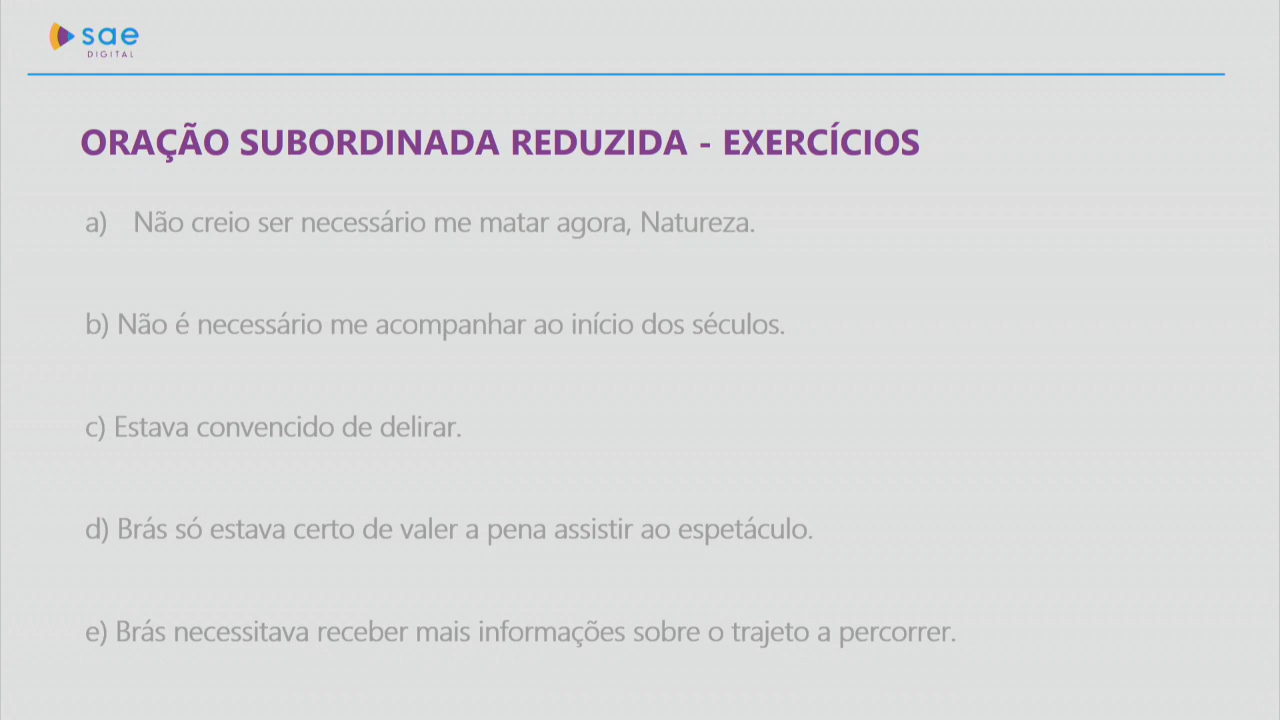 sae
DIGITAL
ORAÇÃO SUBORDINADA REDUZIDA - EXERCÍCIOS
a) Não creio ser necessário me matar agora, Natureza.
b) Não é necessário me acompanhar ao início dos séculos.
c) Estava convencido de delirar.
d) Brás só estava certo de valer a pena assistir ao espetáculo.
e) Brás necessitava receber mais informações sobre o trajeto a percorrer.